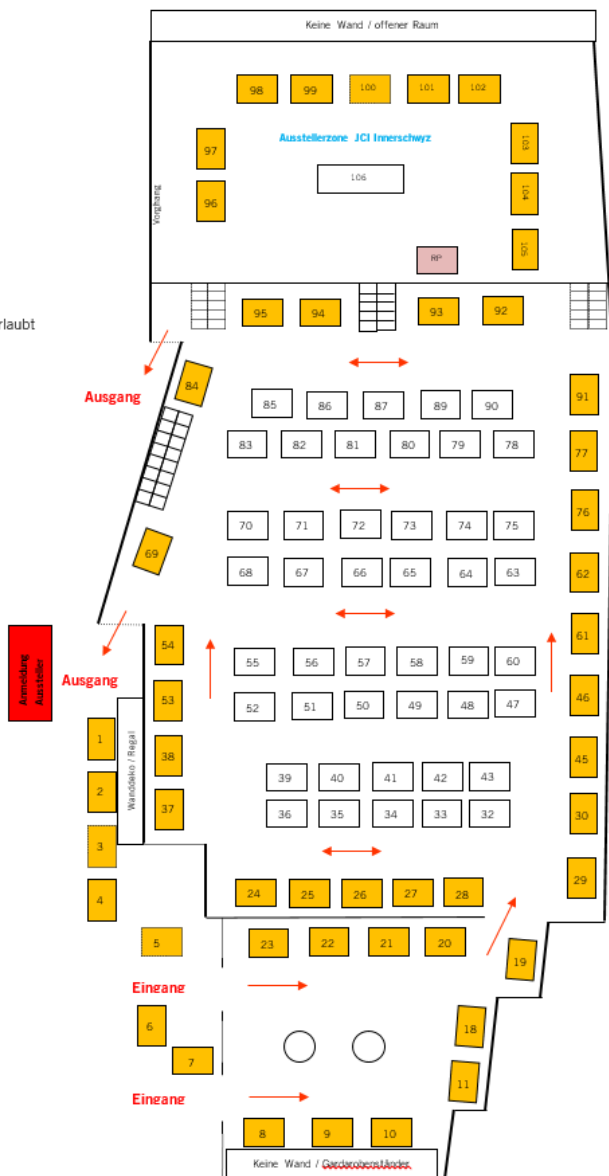 Keine Wand / offener Raum
98 99 100 101 102
Ausstellerzone JCI Innerschwyz
97
103
106
96
104
Vorghang
105
RP
95 94 93 92
rlaubt
84
Ausgang
85 86 87 89 90
91
83 82 81 80 79 78
77
70 71 72 73 74 75
76
69
68 67 66 65 64 63
62
54
61
Anmeldung
Aussteller
Ausgang
55 56 57 58 59 60
53
52 51 50 49 48 47
46
1
Wanddeko / Regal
38
45
39 40 41 42 43
2
37
36 35 34 33 32
30
3
4
24 25 26 27 28
29
5
23 22 21 20
19
Eingang
6
18
7
11
Eingang
8 9 10
Keine Wand / Gardarobenständer